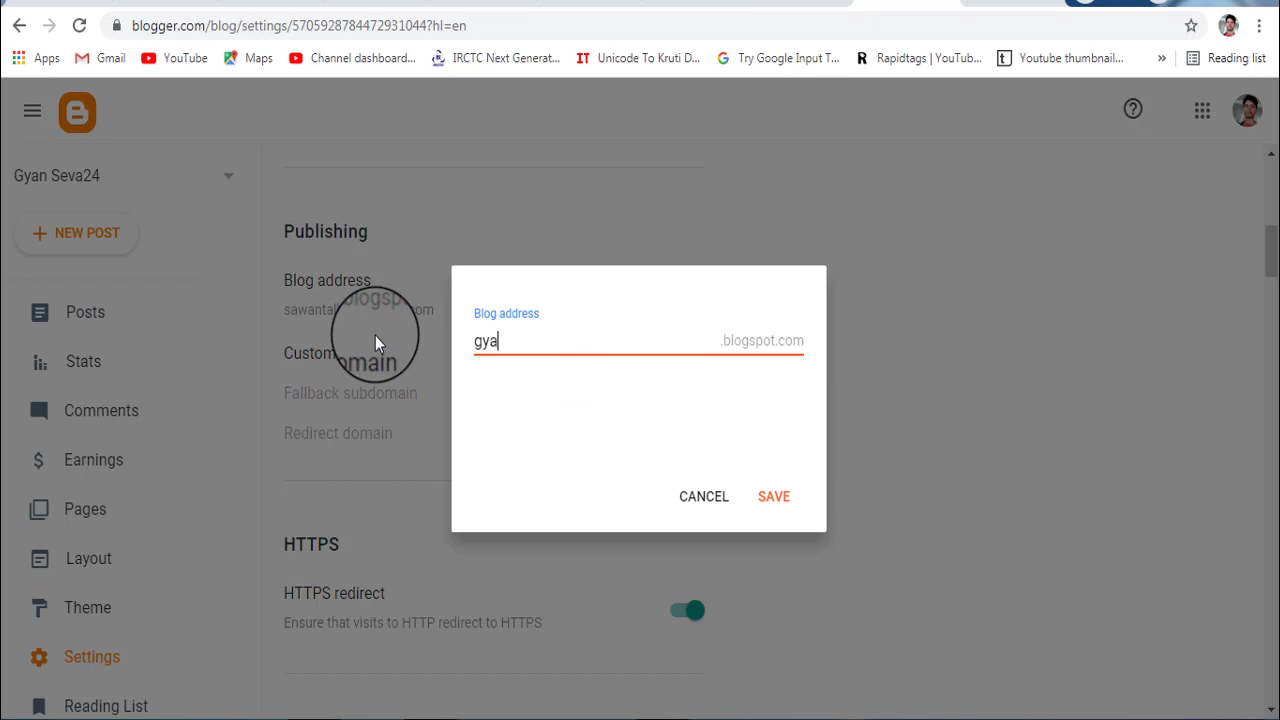 blogger.com/blog/settings/5705928784472931044?hl=en
Apps Gmail YouTube Maps Channel dashboard... IRCTC Next Generat... Unicode To Kruti D... Try Google Input T... Rapidtags | YouTub... Youtube thumbnail... » Reading list
Gyan Seva24
+ NEW POST
Posts
Stats
Comments
Earnings
Pages
Layout
Theme
Settings
Reading List
Publishing
Blog address
Custom
Fallback subdomain
Redirect domain
HTTPS
HTTPS redirect
Ensure that visits to HTTP redirect to HTTPS
Blog address
gya .blogspot.com
CANCEL SAVE